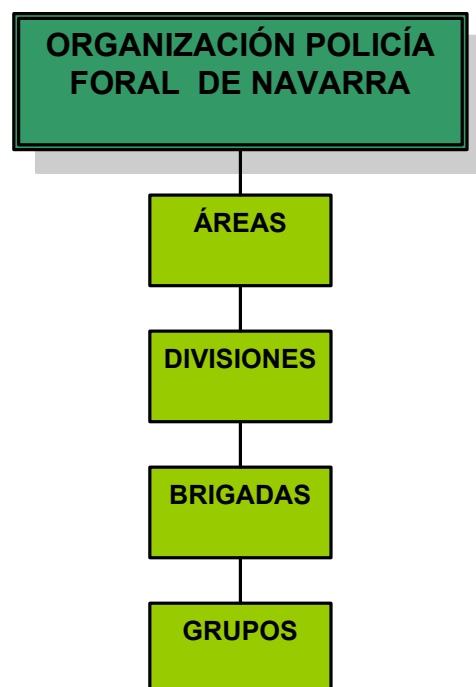 ORGANIZACIÓN POLICÍA
FORAL DE NAVARRA
ÁREAS
DIVISIONES
BRIGADAS
GRUPOS